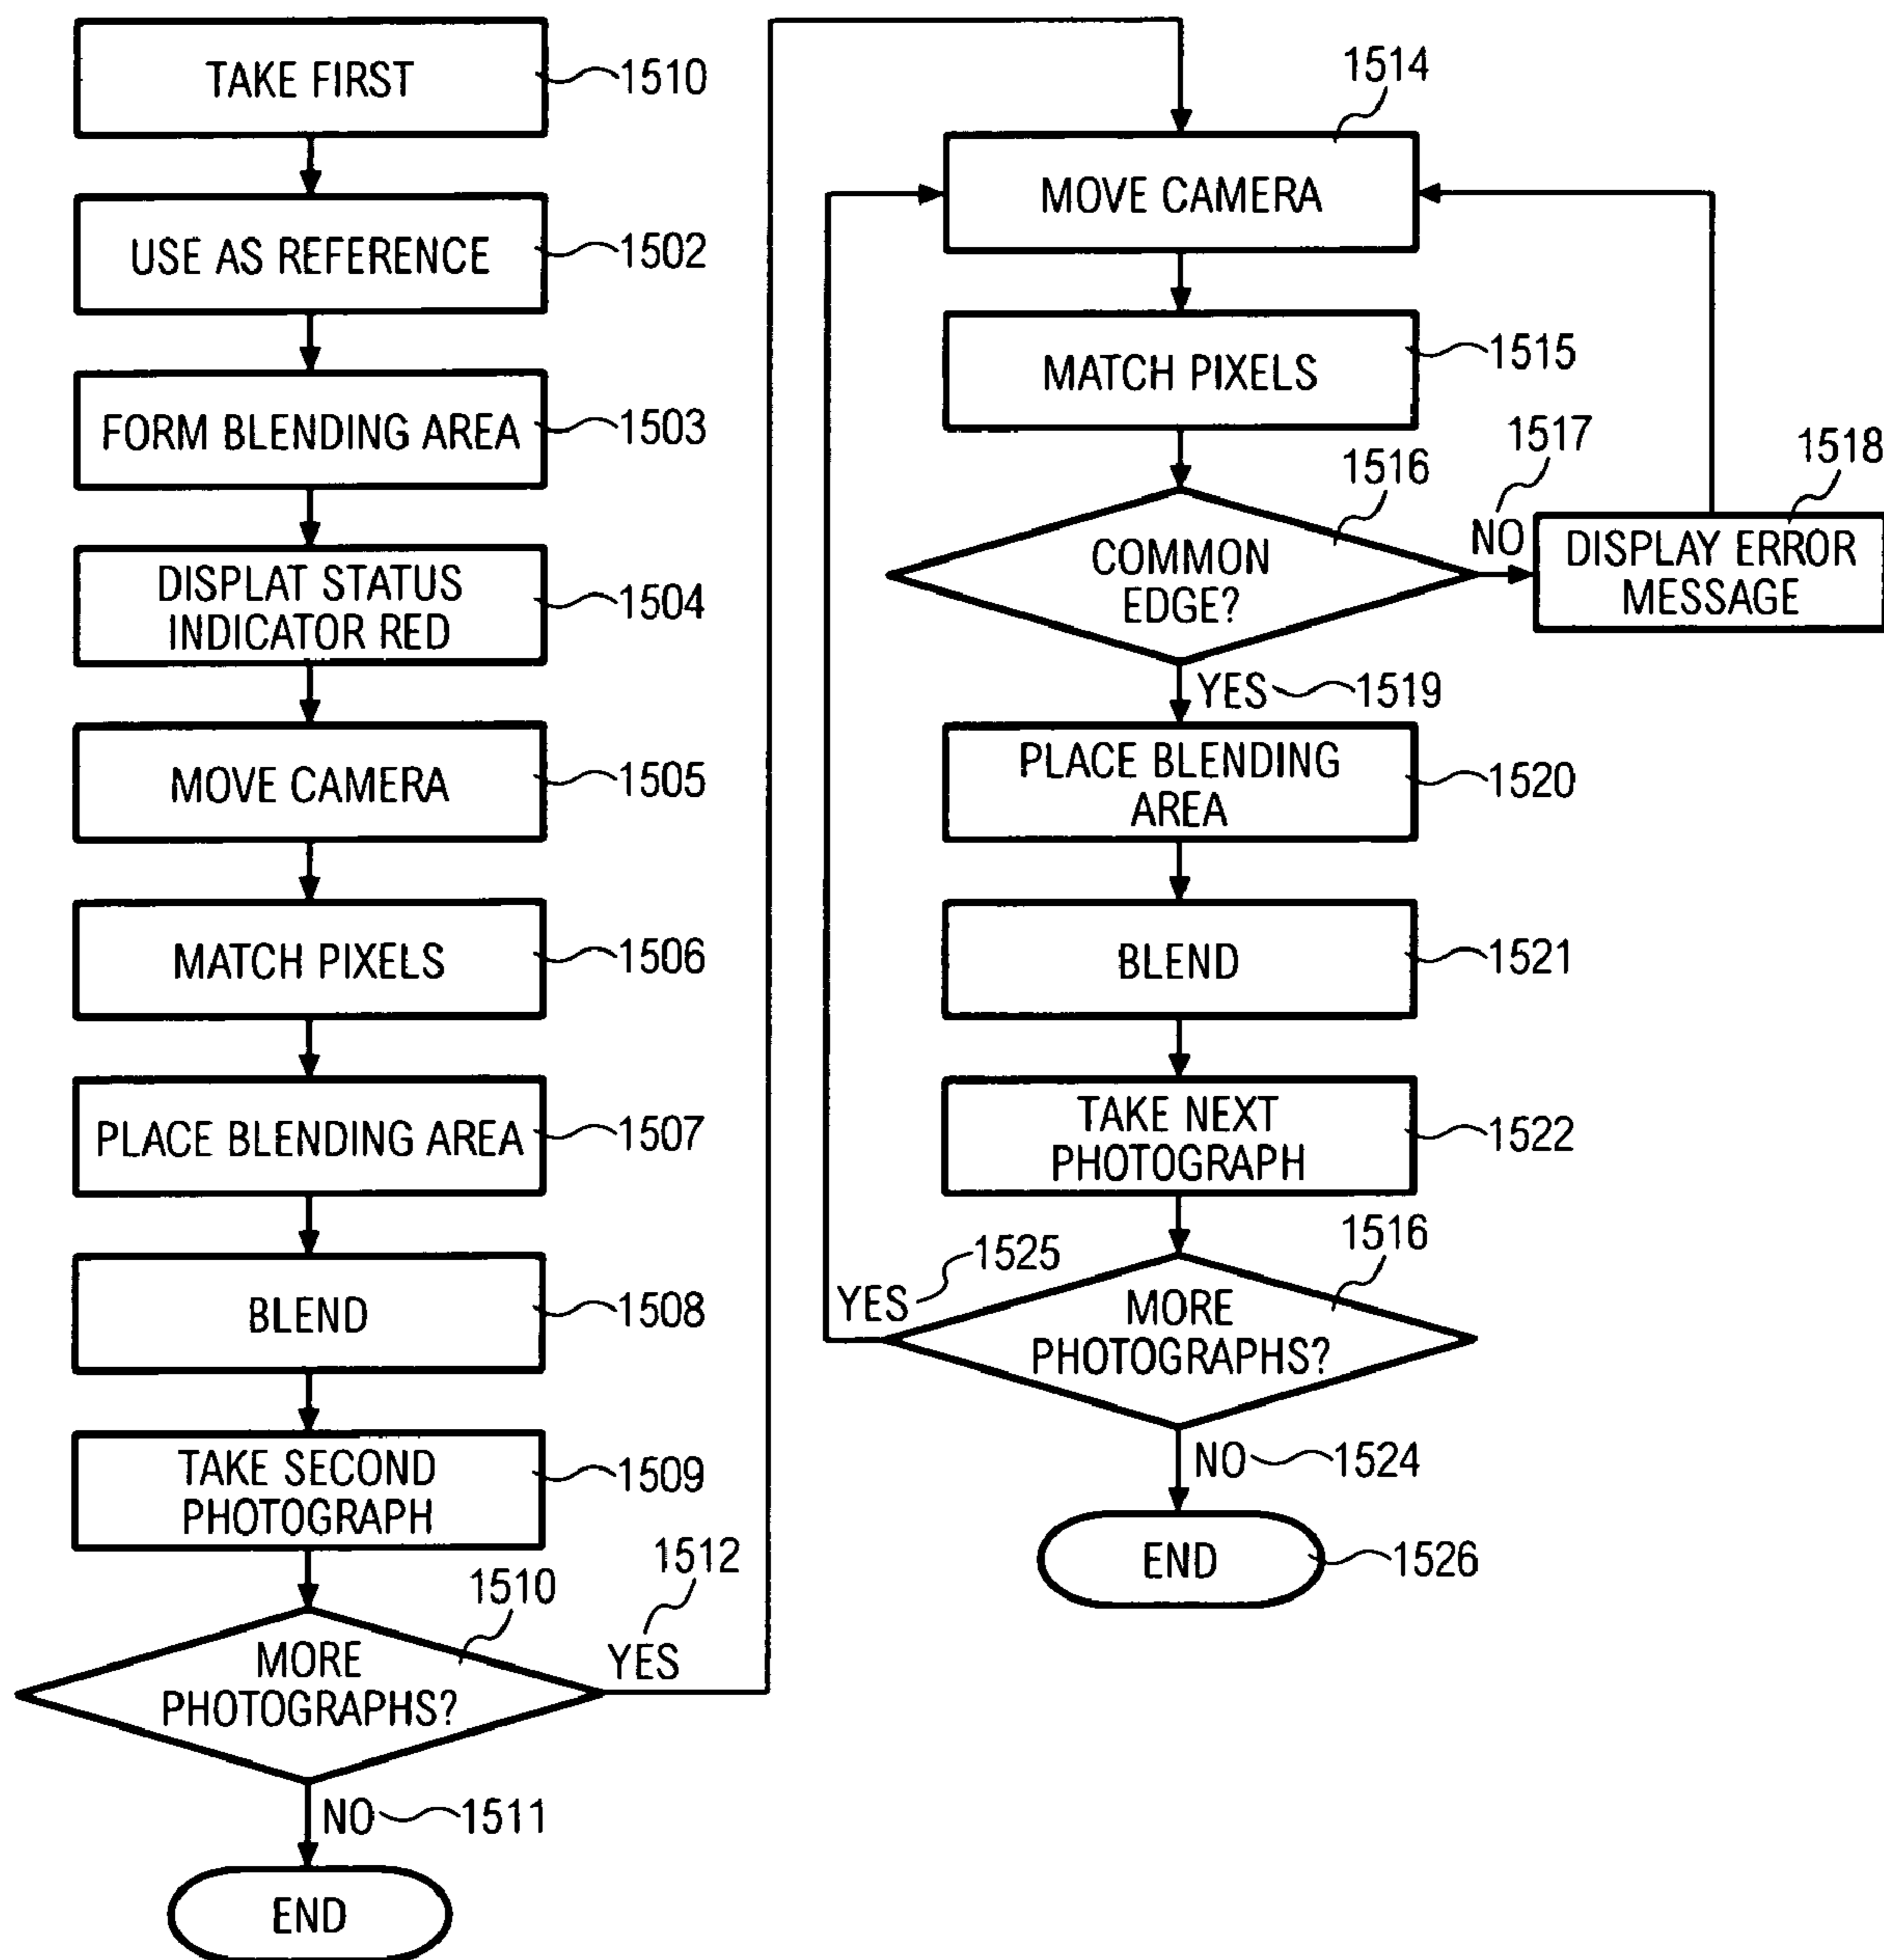 TAKE FIRST
1510
USE AS REFERENCE
1502
FORM BLENDING AREA
1503
DISPLAT STATUS
INDICATOR RED
1504
MOVE CAMERA
1505
MATCH PIXELS
1506
PLACE BLENDING AREA
1507
BLEND
1508
TAKE SECOND
PHOTOGRAPH
1509
1510
MORE
PHOTOGRAPHS?
YES
1512
NO
1511
END
1514
MOVE CAMERA
MATCH PIXELS
1515
1516
COMMON
EDGE?
1517
NO
1518
DISPLAY ERROR
MESSAGE
YES
1519
PLACE BLENDING
AREA
1520
BLEND
1521
TAKE NEXT
PHOTOGRAPH
1522
1516
MORE
PHOTOGRAPHS?
1525
YES
NO
1524
END
1526